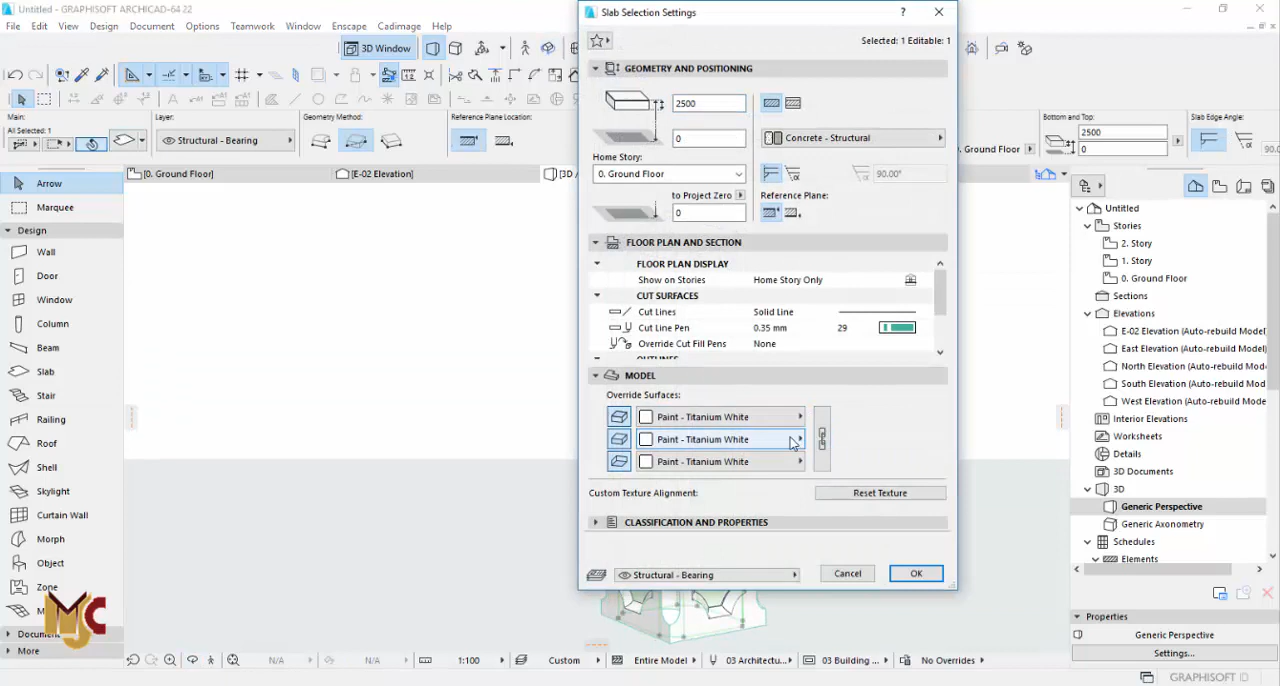 Untitled - GRAPHISOFT ARCHICAD-64 22
File Edit View Design Document Options Teamwork Window Enscape Cadimage Help
3D Window
Main:
All Selected: 1
Layer:
Structural - Bearing
Geometry Method:
Reference Plane Location:
0. Ground Floor
Bottom and Top:
2500
0
Slab Edge Angle:
90.0
[0. Ground Floor]
[E-02 Elevation]
[3D /
Arrow
Marquee
Design
Wall
Door
Window
Column
Beam
Slab
Stair
Railing
Roof
Shell
Skylight
Curtain Wall
Morph
Object
Zone
More
MJC
Slab Selection Settings
?
Selected: 1 Editable: 1
GEOMETRY AND POSITIONING
2500
0
Concrete - Structural
Home Story:
0. Ground Floor
90.00°
to Project Zero
Reference Plane:
0
FLOOR PLAN AND SECTION
FLOOR PLAN DISPLAY
Show on Stories Home Story Only
CUT SURFACES
Cut Lines Solid Line
Cut Line Pen 0.35 mm 29
Override Cut Fill Pens None
OUTLINES
MODEL
Override Surfaces:
Paint - Titanium White
Paint - Titanium White
Paint - Titanium White
Custom Texture Alignment:
Reset Texture
CLASSIFICATION AND PROPERTIES
Structural - Bearing
Cancel
OK
Untitled
Stories
2. Story
1. Story
0. Ground Floor
Sections
Elevations
E-02 Elevation (Auto-rebuild Model)
East Elevation (Auto-rebuild Model)
North Elevation (Auto-rebuild Mode
South Elevation (Auto-rebuild Mode
West Elevation (Auto-rebuild Model
Interior Elevations
Worksheets
Details
3D Documents
3D
Generic Perspective
Generic Axonometry
Schedules
Elements
Properties
Generic Perspective
Settings...
N/A
N/A
1:100
Custom
Entire Model
03 Architectu...
03 Building ...
No Overrides
GRAPHISOFT ID